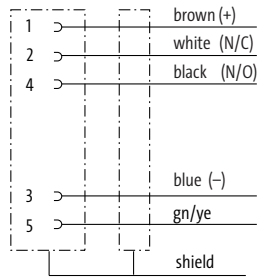 1 brown (+)
2 white (N/C)
4 black (N/O)
3 blue (–)
5 gn/ye
shield